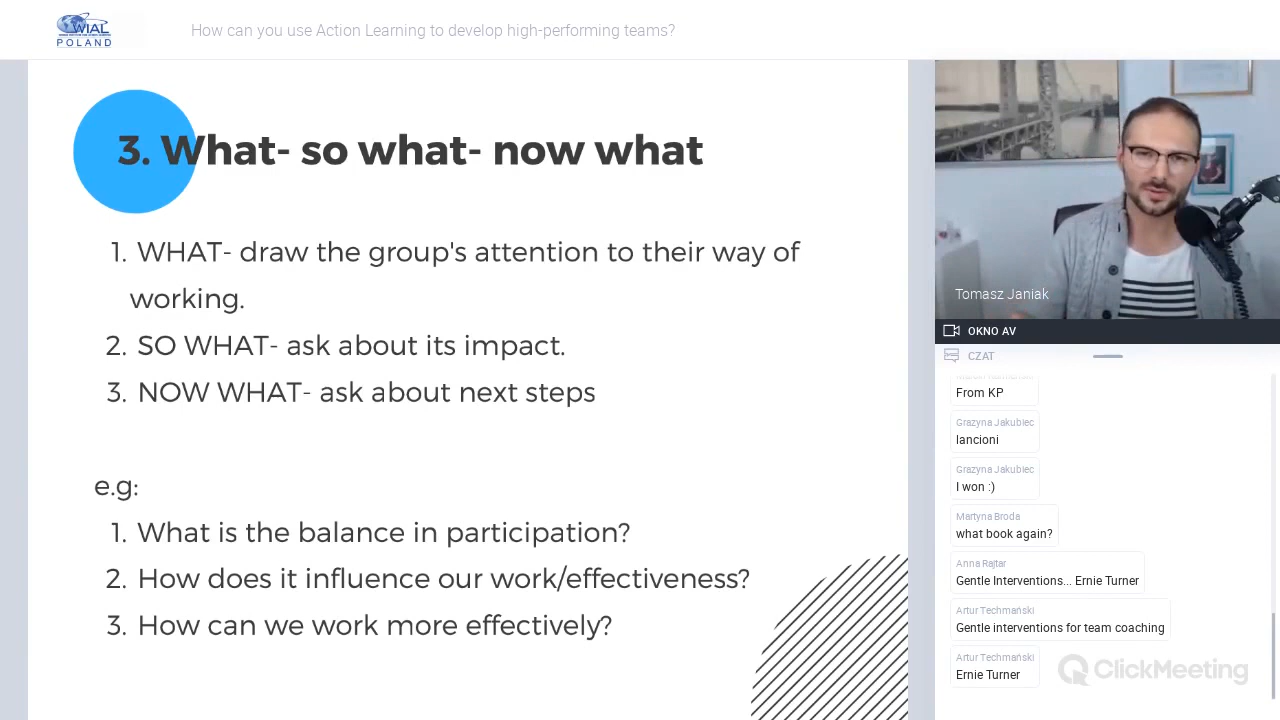 WIAL
POLAND
How can you use Action Learning to develop high-performing teams?
3. What- so what- now what
1. WHAT- draw the group's attention to their way of
working.
2. SO WHAT- ask about its impact.
3. NOW WHAT- ask about next steps
e.g:
1. What is the balance in participation?
2. How does it influence our work/effectiveness?
3. How can we work more effectively?
Tomasz Janiak
OKNO AV
CZAT
From KP
Grazyna Jakubiec
lancioni
Grazyna Jakubiec
I won :)
Martyna Broda
what book again?
Anna Rajtar
Gentle Interventions... Ernie Turner
Artur Techmański
Gentle interventions for team coaching
Artur Techmański
Ernie Turner
ClickMeeting